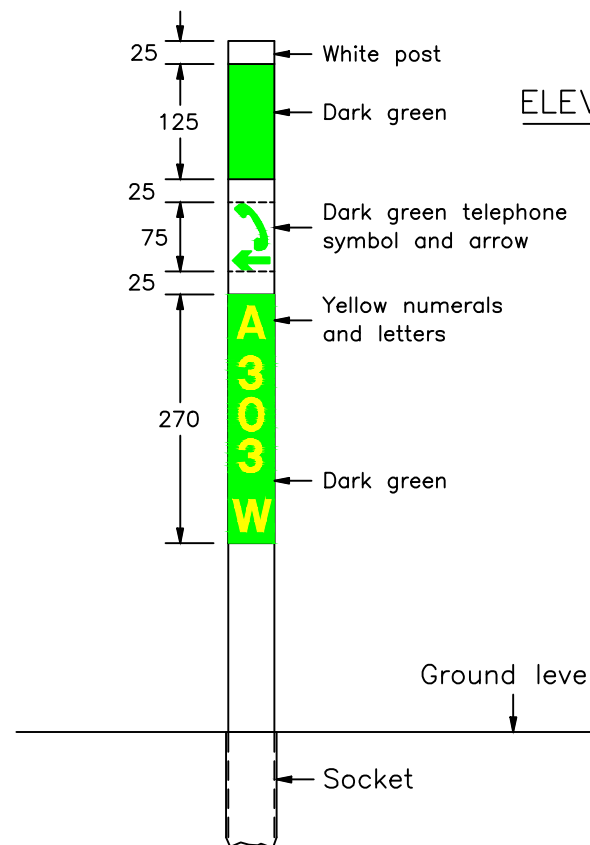 25
White post
125
Dark green
ELEV
25
75
Dark green telephone
symbol and arrow
25
Yellow numerals
and letters
A
3
0
3
W
270
Dark green
Ground leve
Socket